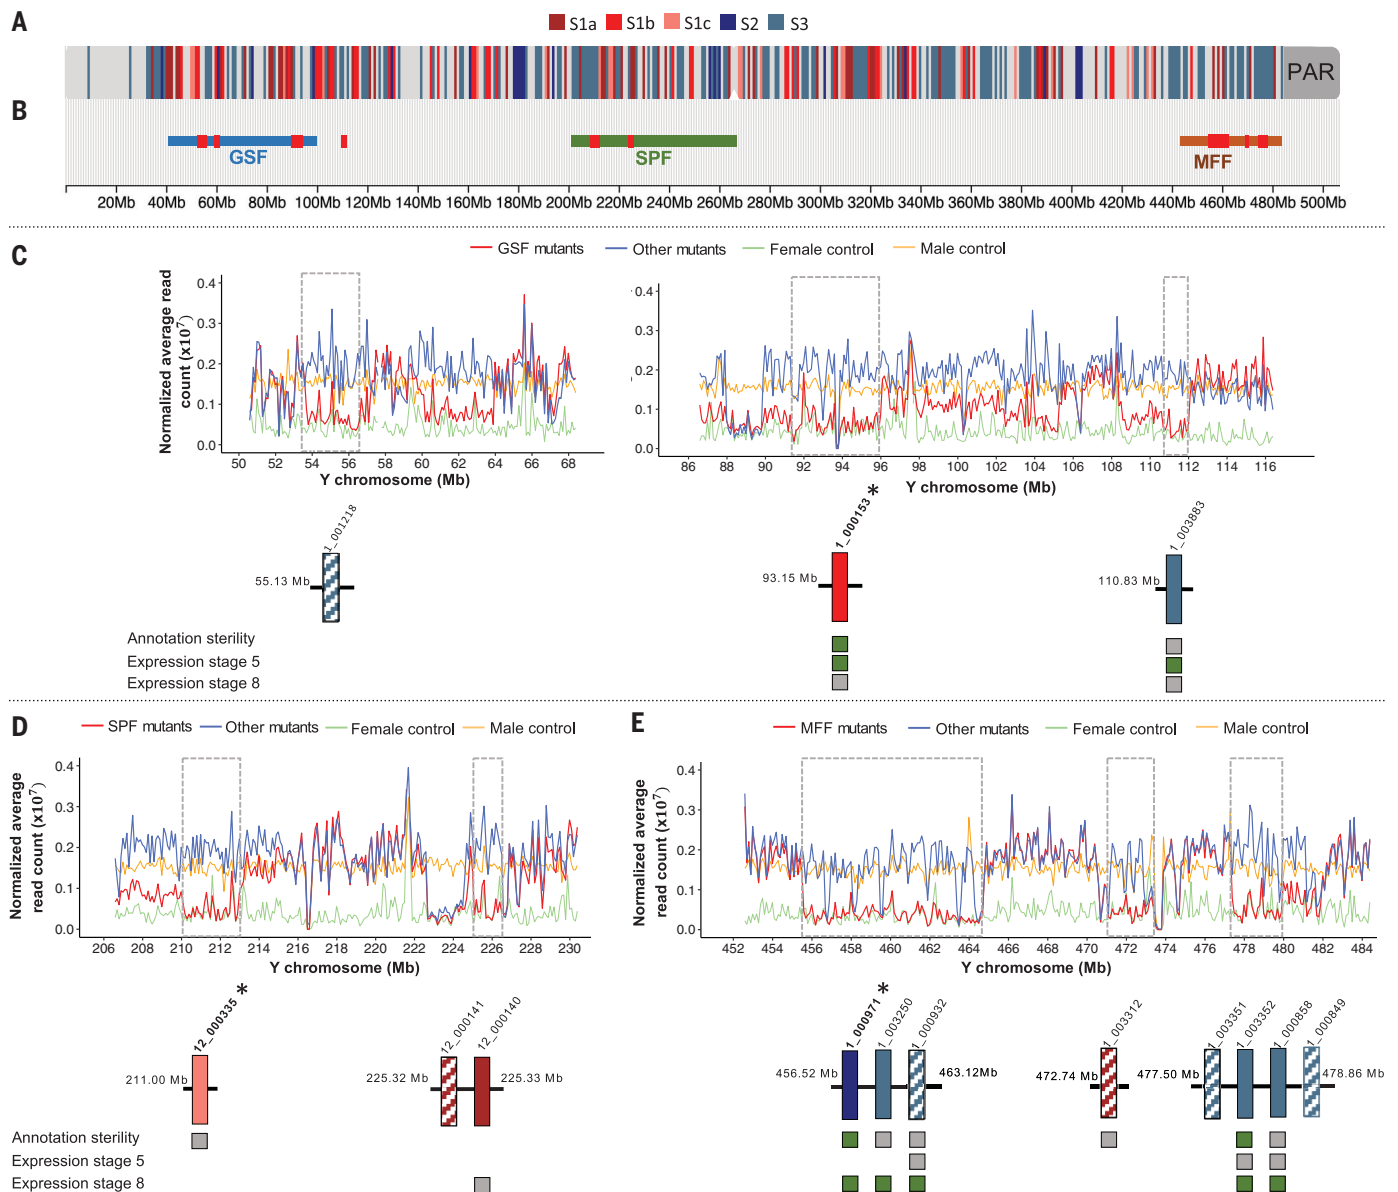 A
S1a S1b S1c S2 S3
PAR
B
GSF SPF MFF
20Mb 40Mb 60Mb 80Mb 100Mb 120Mb 140Mb 160Mb 180Mb 200Mb 220Mb 240Mb 260Mb 280Mb 300Mb 320Mb 340Mb 360Mb 380Mb 400Mb 420Mb 440Mb 460Mb 480Mb 500Mb
C
GSF mutants Other mutants Female control Male control
Normalized average read count (x10⁷)
0.4
0.3
0.2
0.1
0.0
50 52 54 56 58 60 62 64 66 68
Y chromosome (Mb)
0.4
0.3
0.2
0.1
0.0
86 88 90 92 94 96 98 100 102 104 106 108 110 112 114 116
Y chromosome (Mb)
1_001218
55.13 Mb
1_000153 *
93.15 Mb
1_003883
110.83 Mb
Annotation sterility
Expression stage 5
Expression stage 8
D
SPF mutants Other mutants Female control Male control
Normalized average read count (x10⁷)
0.4
0.3
0.2
0.1
0.0
206 208 210 212 214 216 218 220 222 224 226 228 230
Y chromosome (Mb)
12_000335 *
211.00 Mb
12_000141 12_000140
225.32 Mb 225.33 Mb
Annotation sterility
Expression stage 5
Expression stage 8
E
MFF mutants Other mutants Female control Male control
Normalized average read count (x10⁷)
0.4
0.3
0.2
0.1
0.0
452 454 456 458 460 462 464 466 468 470 472 474 476 478 480 482 484
Y chromosome (Mb)
1_000971 * 1_003250 1_000932
456.52 Mb 463.12Mb
1_003312
472.74 Mb
1_003351 1_003352 1_000858 1_000849
477.50 Mb 478.86 Mb